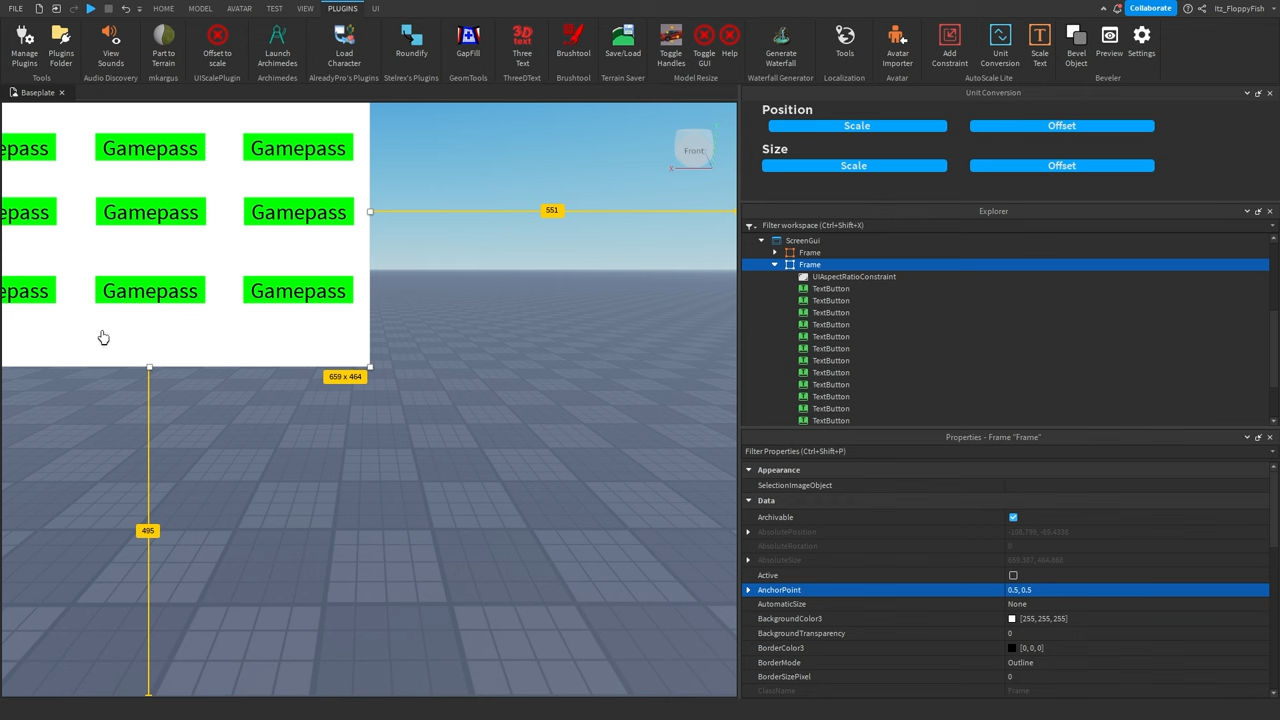 FILE HOME MODEL AVATAR TEST VIEW PLUGINS UI Collaborate Itz_FloppyFish
Manage Plugins
Plugins Folder
Tools
View Sounds
Audio Discovery
Part to Terrain
mkargus
Offset to scale
UIScalePlugin
Launch Archimedes
Archimedes
Load Character
AlreadyPro's Plugins
Roundify
Stelrex's Plugins
GapFill
GeomTools
3D TEXT
Three Text
ThreeDText
Brushtool
Brushtool
Save/Load
Terrain Saver
Toggle Handles
Toggle GUI
Help
Model Resize
Generate Waterfall
Waterfall Generator
Tools
Localization
Avatar Importer
Avatar
Add Constraint
Unit Conversion
Scale Text
AutoScale Lite
Bevel Object
Preview
Settings
Beveler
Baseplate
epass Gamepass Gamepass
epass Gamepass Gamepass
epass Gamepass Gamepass
Front
X
551
659 x 464
495
Unit Conversion
Position
Scale Offset
Size
Scale Offset
Explorer
Filter workspace (Ctrl+Shift+X)
ScreenGui
Frame
Frame
UIAspectRatioConstraint
TextButton
TextButton
TextButton
TextButton
TextButton
TextButton
TextButton
TextButton
TextButton
TextButton
TextButton
TextButton
Properties - Frame "Frame"
Filter Properties (Ctrl+Shift+P)
Appearance
SelectionImageObject
Data
Archivable
AbsolutePosition
AbsoluteRotation 0
AbsoluteSize
Active
AnchorPoint 0.5, 0.5
AutomaticSize None
BackgroundColor3 [255, 255, 255]
BackgroundTransparency 0
BorderColor3 [0, 0, 0]
BorderMode Outline
BorderSizePixel 0
ClassName Frame